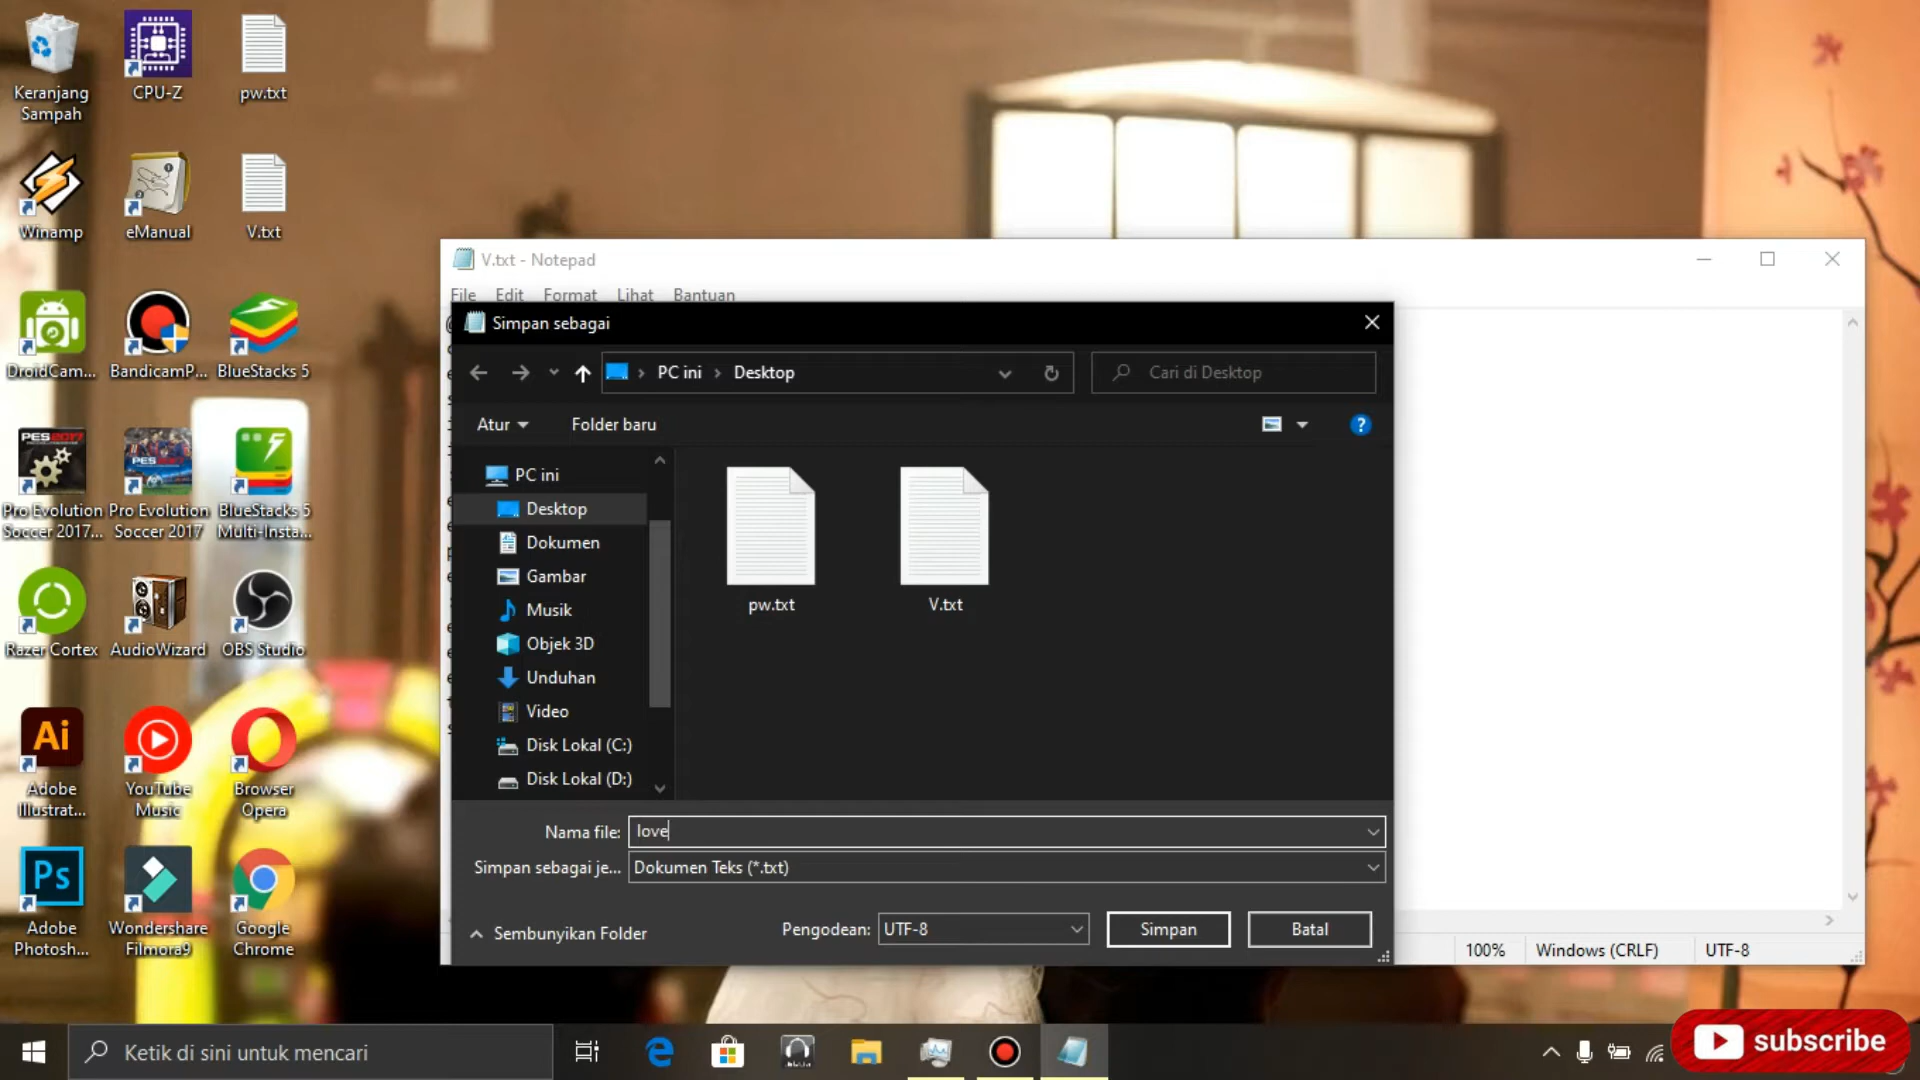 Keranjang
Sampah
CPU-Z
pw.txt
Winamp
eManual
V.txt
DroidCam...
BandicamP...
BlueStacks 5
PES2017
Pro Evolution
Soccer 2017...
Pro Evolution
Soccer 2017
BlueStacks 5
Multi-Insta...
Razer Cortex
AudioWizard
OBS Studio
Ai
Adobe
Illustrat...
YouTube
Music
Browser
Opera
Ps
Adobe
Photosh...
Wondershare
Filmora9
Google
Chrome
V.txt - Notepad
File Edit Format Lihat Bantuan
Simpan sebagai
PC ini > Desktop
Cari di Desktop
Atur
Folder baru
PC ini
Desktop
Dokumen
Gambar
Musik
Objek 3D
Unduhan
Video
Disk Lokal (C:)
Disk Lokal (D:)
pw.txt
V.txt
Nama file: love
Simpan sebagai je... Dokumen Teks (*.txt)
Sembunyikan Folder
Pengodean: UTF-8
Simpan
Batal
100%
Windows (CRLF)
UTF-8
Ketik di sini untuk mencari
subscribe